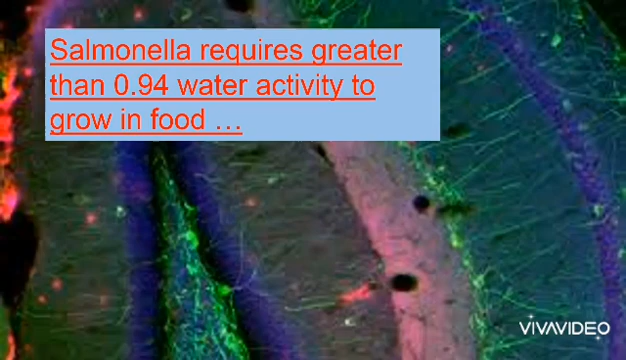 Salmonella requires greater
than 0.94 water activity to
grow in food …
VIVAVIDEO